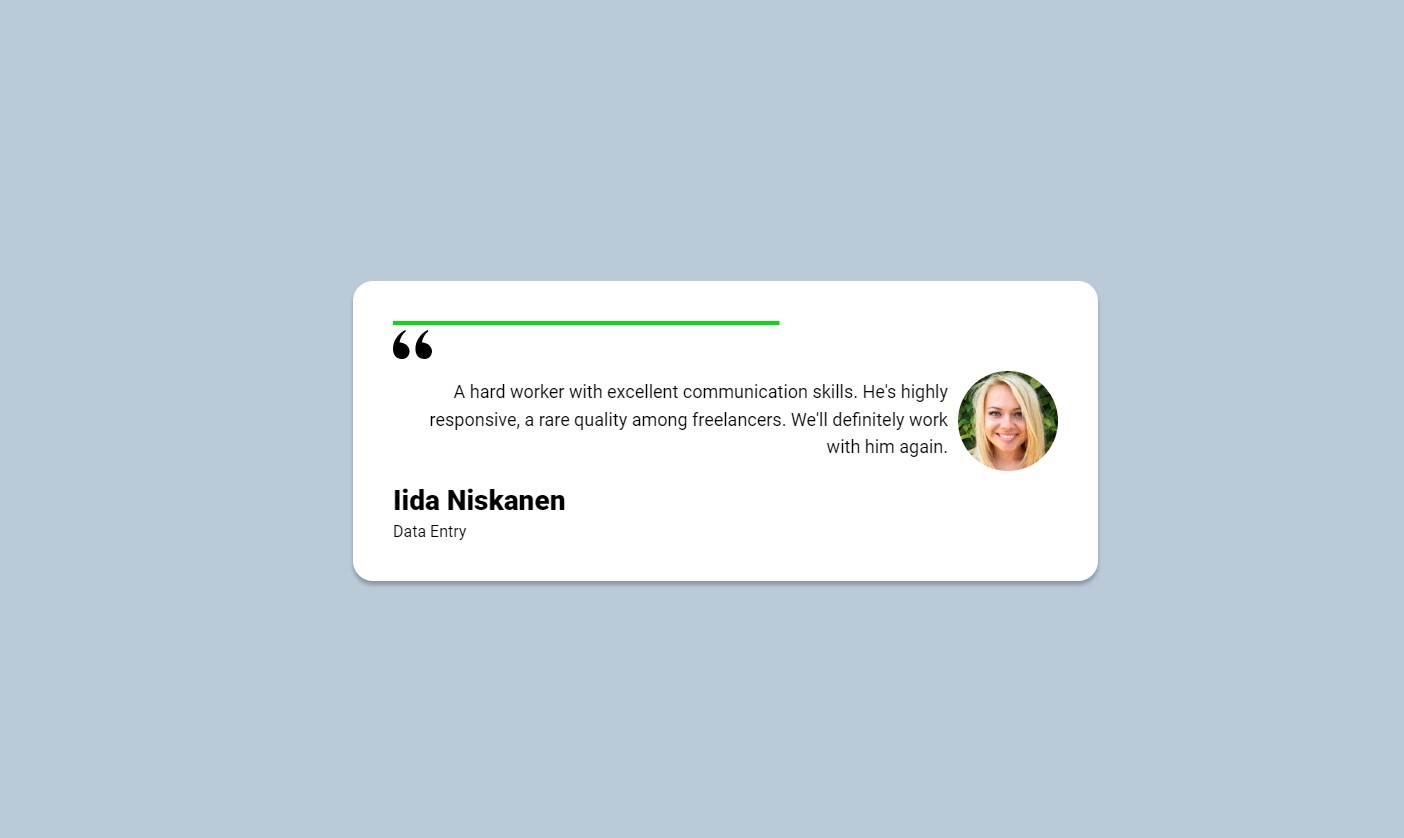 “
A hard worker with excellent communication skills. He's highly
responsive, a rare quality among freelancers. We'll definitely work
with him again.
Iida Niskanen
Data Entry